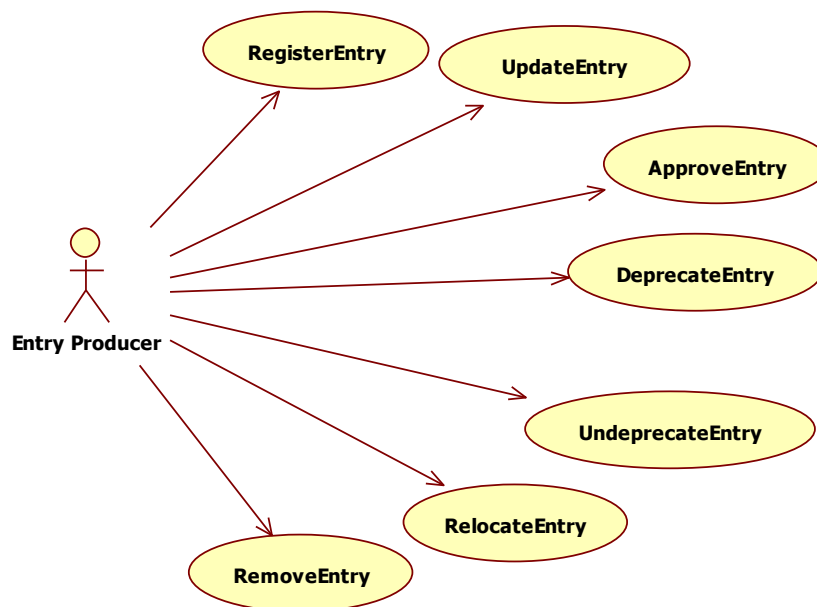 RegisterEntry
UpdateEntry
ApproveEntry
DeprecateEntry
Entry Producer
UndeprecateEntry
RelocateEntry
RemoveEntry